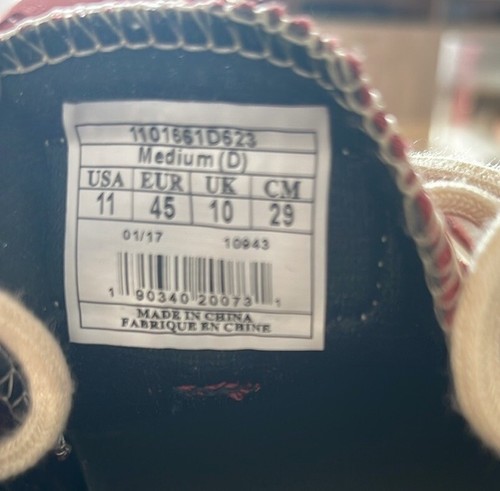 1101661D623
Medium (D)
USA EUR UK CM
11 45 10 29
01/17 10943
1 90340 20073 1
MADE IN CHINA
FABRIQUE EN CHINE